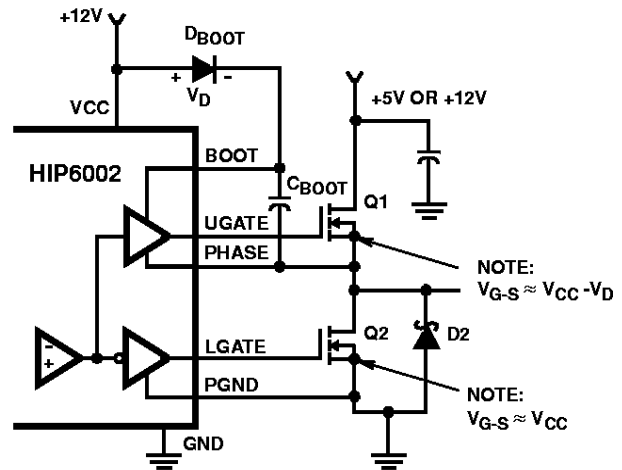 +12V
DBOOT
+ -
VD
VCC
+5V OR +12V
HIP6002
BOOT
CBOOT
Q1
UGATE
PHASE
NOTE:
VG-S ≈ VCC -VD
Q2
D2
LGATE
- +
PGND
NOTE:
VG-S ≈ VCC
GND